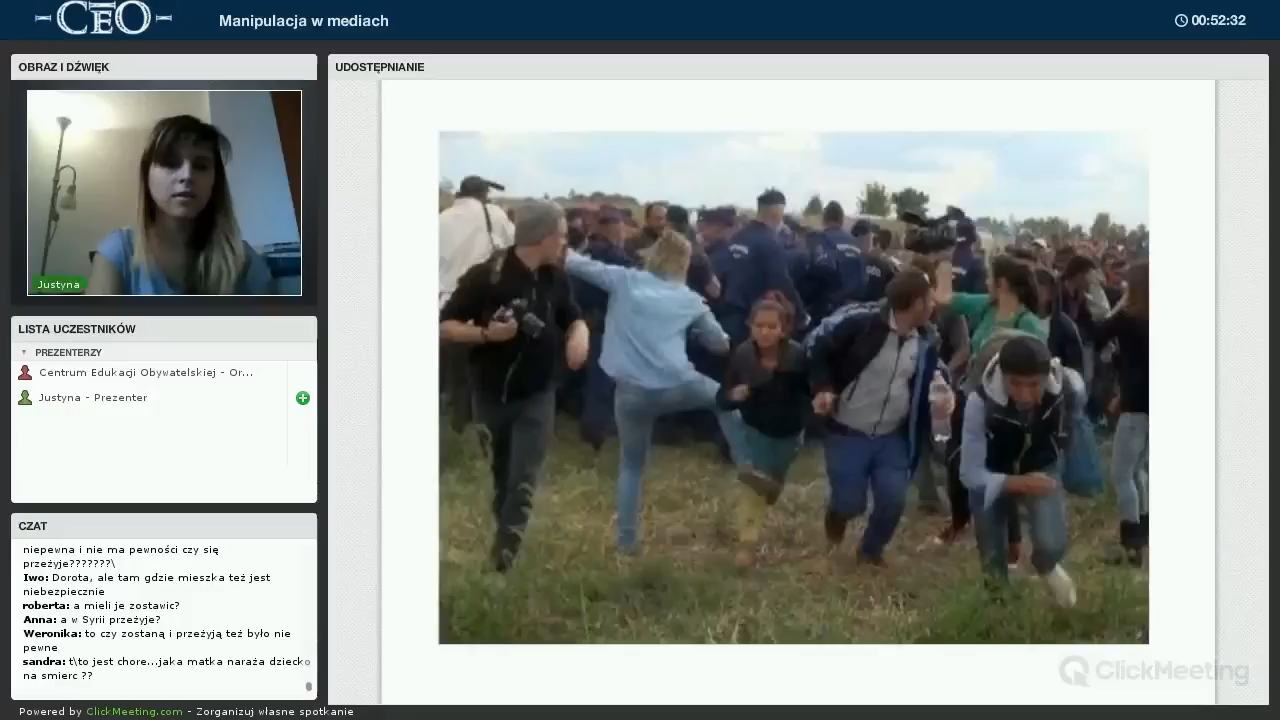 CEO
Manipulacja w mediach
00:52:32
OBRAZ I DŹWIĘK
UDOSTĘPNIANIE
Justyna
LISTA UCZESTNIKÓW
PREZENTERZY
Centrum Edukacji Obywatelskiej - Or...
Justyna - Prezenter
CZAT
niepewna i nie ma pewności czy się
przeżyje???????\
Iwo: Dorota, ale tam gdzie mieszka też jest
niebezpiecznie
roberta: a mieli je zostawic?
Anna: a w Syrii przeżyje?
Weronika: to czy zostaną i przeżyją też było nie
pewne
sandra: t\to jest chore...jaka matka naraża dziecko
na smierc ??
ClickMeeting
Powered by ClickMeeting.com - Zorganizuj własne spotkanie